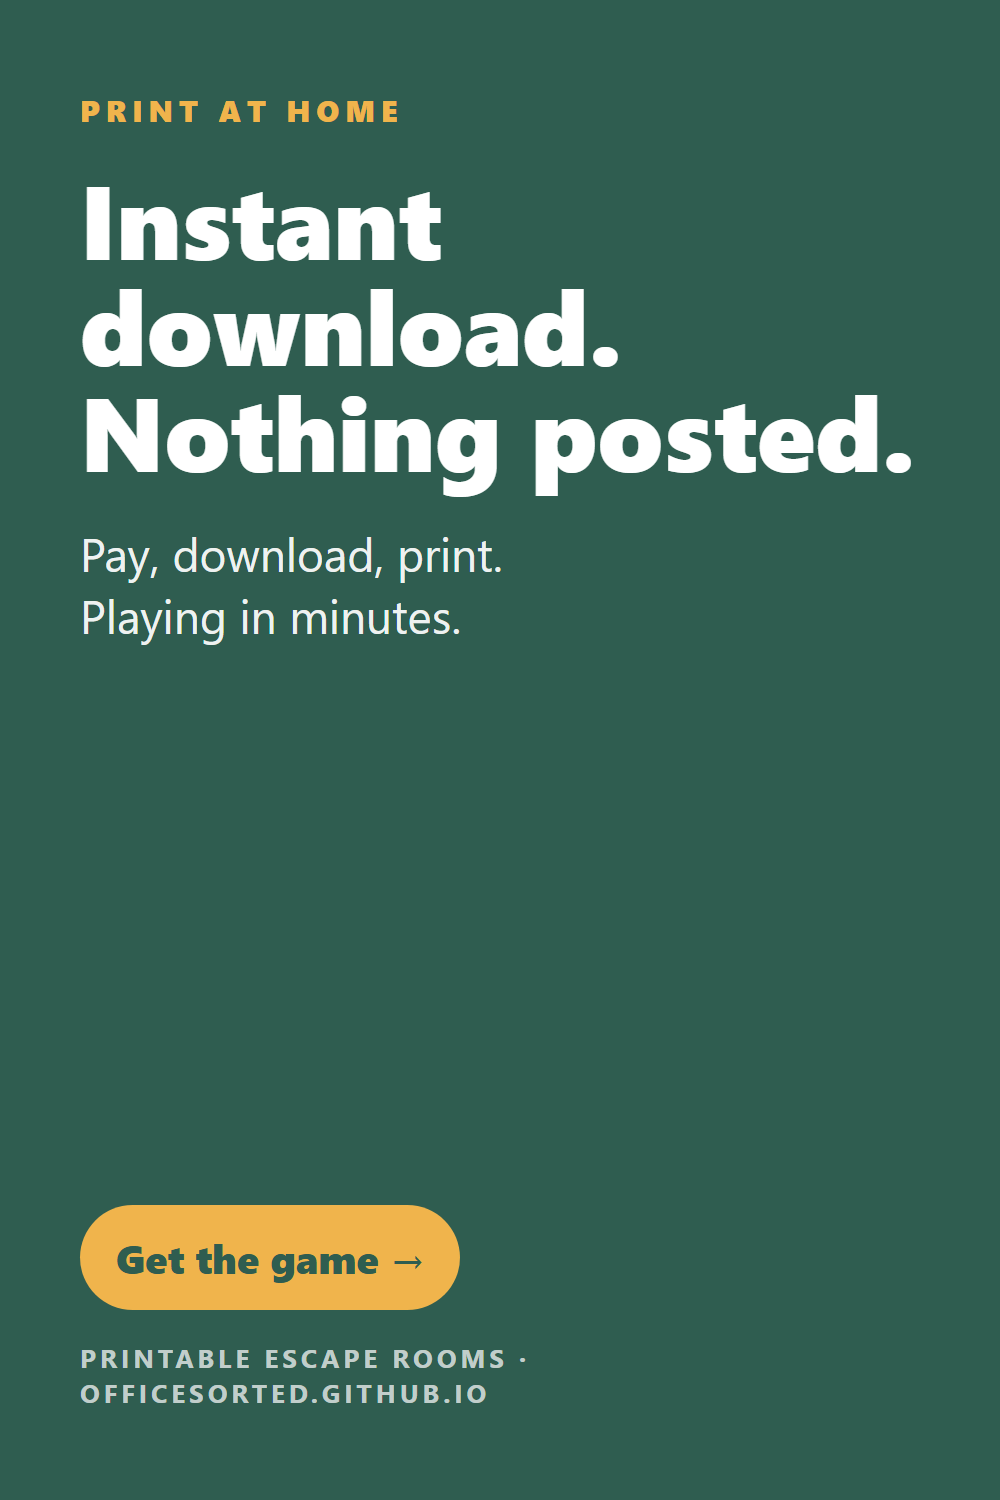 PRINT AT HOME
Instant
download.
Nothing posted.
Pay, download, print.
Playing in minutes.
Get the game →
PRINTABLE ESCAPE ROOMS ·
OFFICESORTED.GITHUB.IO